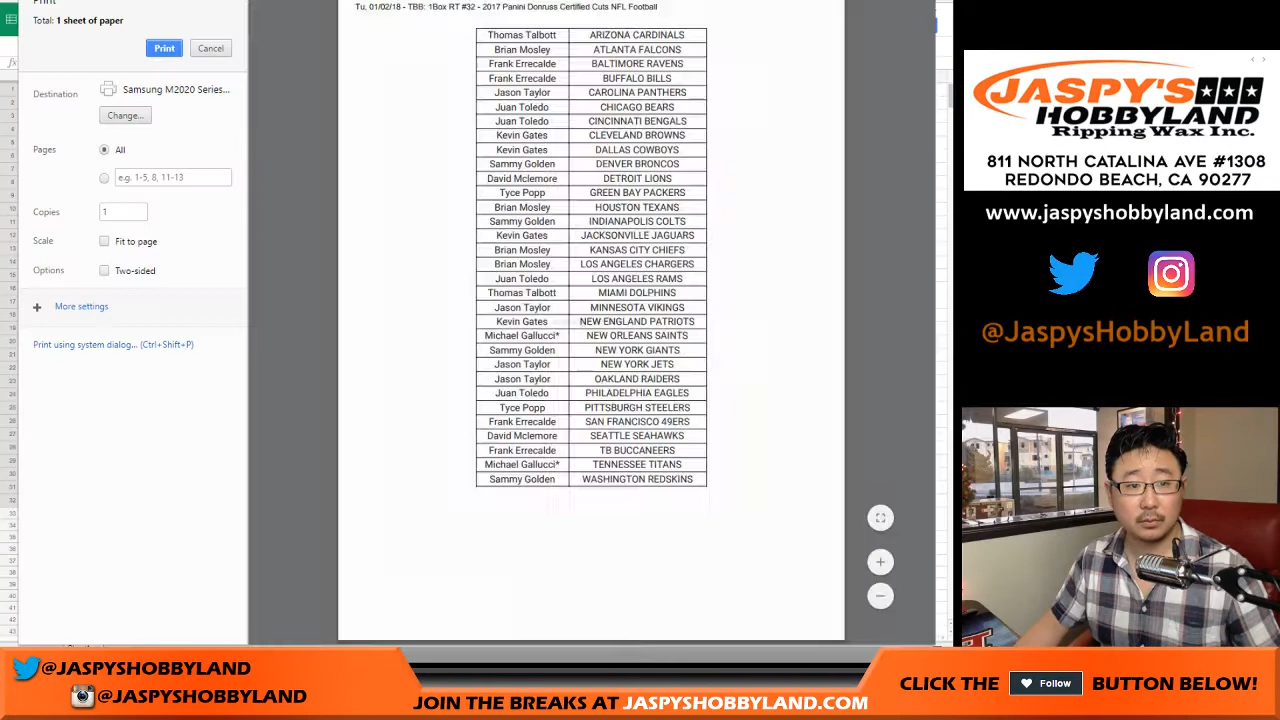 Print
Total: 1 sheet of paper
Print Cancel
Destination Samsung M2020 Series...
Change...
Pages All
e.g. 1-5, 8, 11-13
Copies 1
Scale Fit to page
Options Two-sided
+ More settings
Print using system dialog... (Ctrl+Shift+P)
Tu, 01/02/18 - TBB: 1Box RT #32 - 2017 Panini Donruss Certified Cuts NFL Football
Thomas Talbott ARIZONA CARDINALS
Brian Mosley ATLANTA FALCONS
Frank Errecalde BALTIMORE RAVENS
Frank Errecalde BUFFALO BILLS
Jason Taylor CAROLINA PANTHERS
Juan Toledo CHICAGO BEARS
Juan Toledo CINCINNATI BENGALS
Kevin Gates CLEVELAND BROWNS
Kevin Gates DALLAS COWBOYS
Sammy Golden DENVER BRONCOS
David Mclemore DETROIT LIONS
Tyce Popp GREEN BAY PACKERS
Brian Mosley HOUSTON TEXANS
Sammy Golden INDIANAPOLIS COLTS
Kevin Gates JACKSONVILLE JAGUARS
Brian Mosley KANSAS CITY CHIEFS
Brian Mosley LOS ANGELES CHARGERS
Juan Toledo LOS ANGELES RAMS
Thomas Talbott MIAMI DOLPHINS
Jason Taylor MINNESOTA VIKINGS
Kevin Gates NEW ENGLAND PATRIOTS
Michael Gallucci* NEW ORLEANS SAINTS
Sammy Golden NEW YORK GIANTS
Jason Taylor NEW YORK JETS
Jason Taylor OAKLAND RAIDERS
Juan Toledo PHILADELPHIA EAGLES
Tyce Popp PITTSBURGH STEELERS
Frank Errecalde SAN FRANCISCO 49ERS
David Mclemore SEATTLE SEAHAWKS
Frank Errecalde TB BUCCANEERS
Michael Gallucci* TENNESSEE TITANS
Sammy Golden WASHINGTON REDSKINS
JASPY'S
HOBBYLAND
Ripping Wax Inc.
811 NORTH CATALINA AVE #1308
REDONDO BEACH, CA 90277
www.jaspyshobbyland.com
@JaspysHobbyLand
@JASPYSHOBBYLAND
@JASPYSHOBBYLAND
JOIN THE BREAKS AT JASPYSHOBBYLAND.COM
CLICK THE Follow BUTTON BELOW!